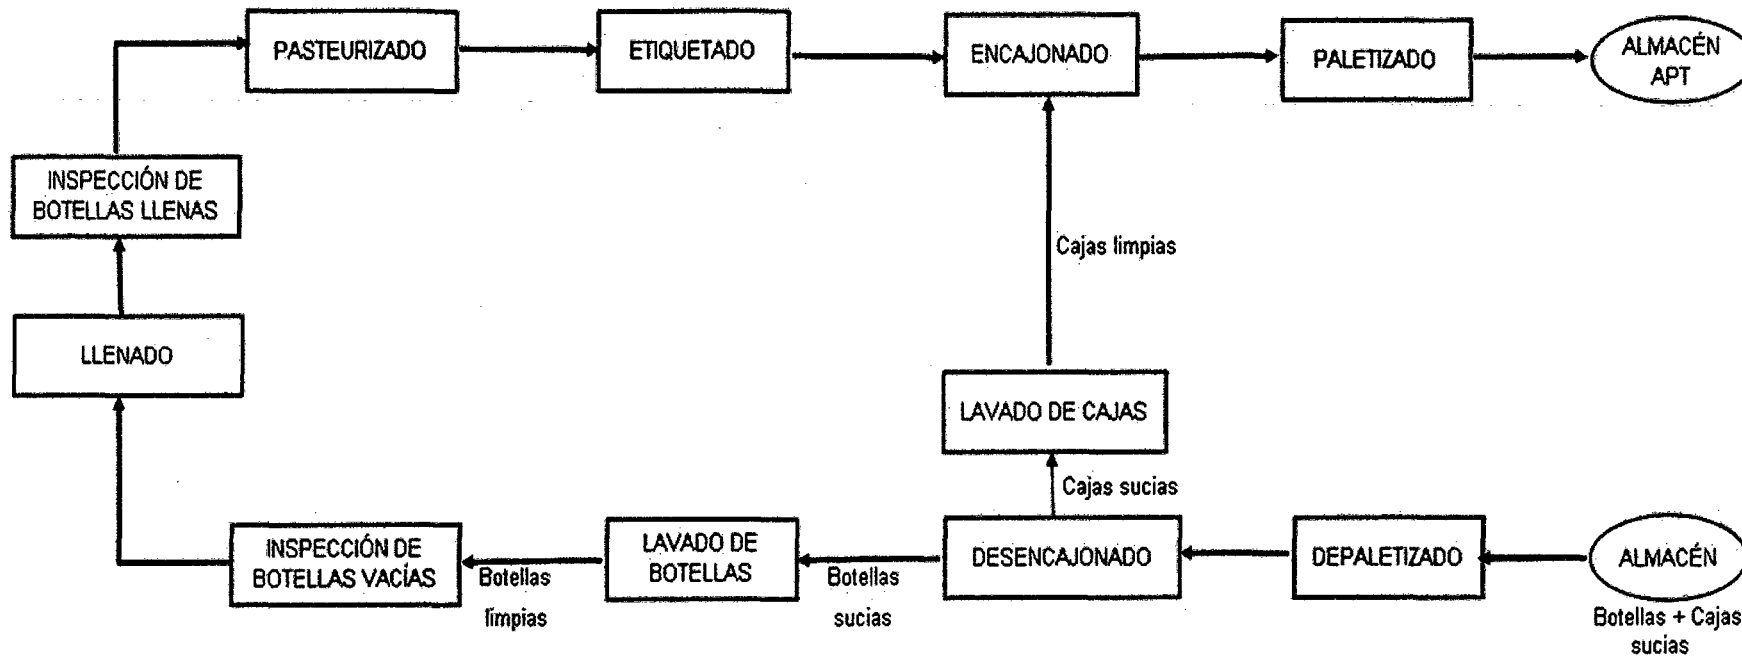 PASTEURIZADO
ETIQUETADO
ENCAJONADO
PALETIZADO
ALMACÉN
APT
INSPECCIÓN DE
BOTELLAS LLENAS
Cajas limpias
LLENADO
LAVADO DE CAJAS
Cajas sucias
INSPECCIÓN DE
BOTELLAS VACÍAS
Botellas
limpias
LAVADO DE
BOTELLAS
Botellas
sucias
DESENCAJONADO
DEPALETIZADO
ALMACÉN
Botellas + Cajas
sucias